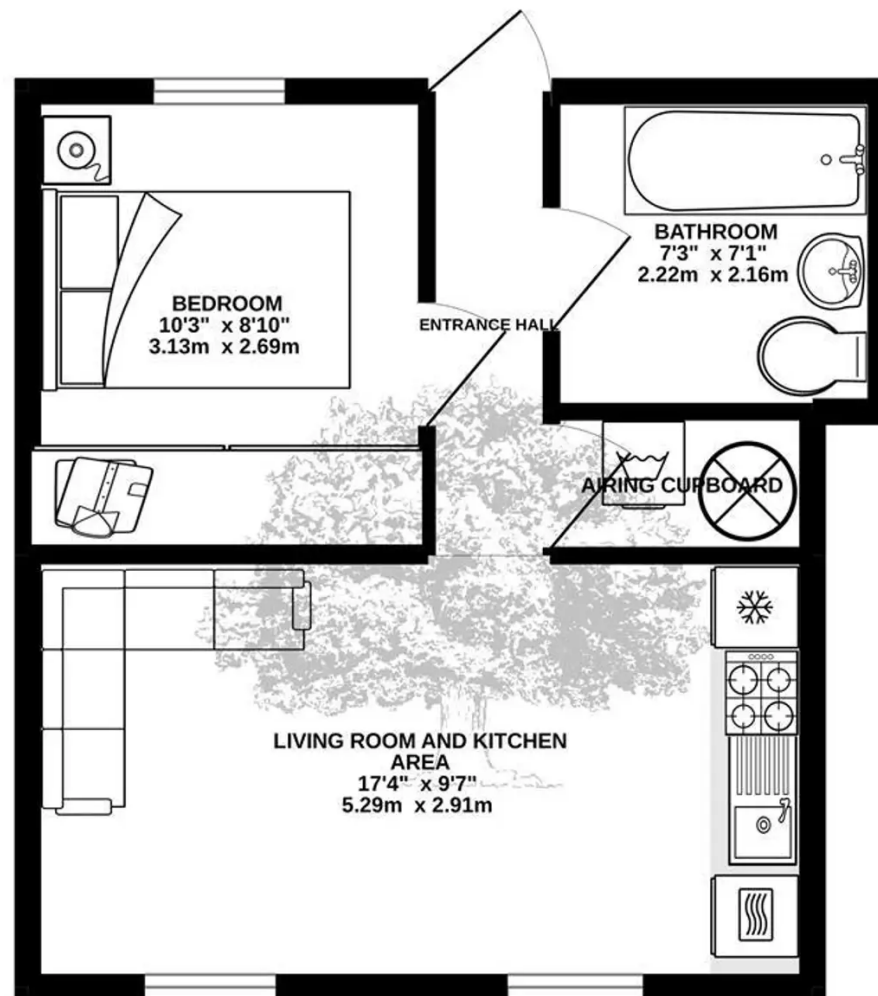 BATHROOM
7'3" x 7'1"
2.22m x 2.16m
BEDROOM
10'3" x 8'10"
3.13m x 2.69m
ENTRANCE HALL
AIRING CUPBOARD
LIVING ROOM AND KITCHEN
AREA
17'4" x 9'7"
5.29m x 2.91m